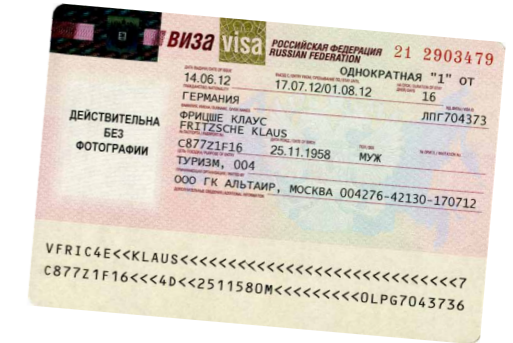 ВИЗА visa РОССИЙСКАЯ ФЕДЕРАЦИЯ 21 2903479
RUSSIAN FEDERATION
ОДНОКРАТНАЯ "1" ОТ
14.06.12 17.07.12/01.08.12 16
ГЕРМАНИЯ ЛПГ704373
ФРИЦШЕ КЛАУС
FRITZSCHE KLAUS
C877Z1F16 25.11.1958 МУЖ
ТУРИЗМ, 004
ООО ГК АЛЬТАИР, МОСКВА 004276-42130-170712
ДЕЙСТВИТЕЛЬНА
БЕЗ
ФОТОГРАФИИ
VFRIC4E<<KLAUS<<<<<<<<<<<<<<<<<<<<<<<<<<<<7
C877Z1F16<<<4D<<2511580M<<<<<<<<<0LPG7043736